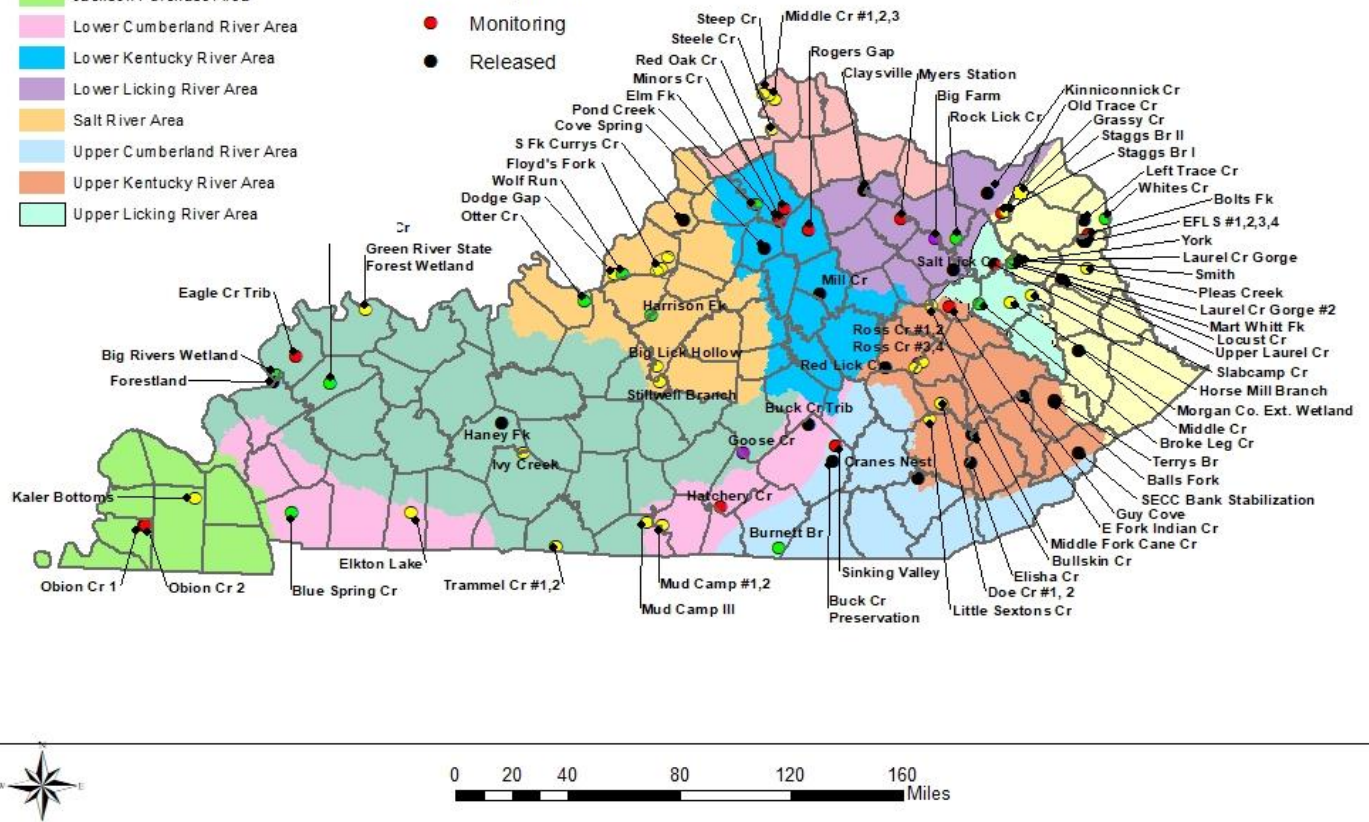 Lower Cumberland River Area
Lower Kentucky River Area
Lower Licking River Area
Salt River Area
Upper Cumberland River Area
Upper Kentucky River Area
Upper Licking River Area
Monitoring
Released
Steep Cr
Middle Cr #1,2,3
Steele Cr
Red Oak Cr
Rogers Gap
Minors Cr
Claysville
Myers Station
Elm Fk
Big Farm
Kinniconnick Cr
Pond Creek
Rock Lick Cr
Old Trace Cr
Cove Spring
Grassy Cr
S Fk Currys Cr
Staggs Br II
Floyd's Fork
Staggs Br I
Wolf Run
Left Trace Cr
Dodge Gap
Whites Cr
Otter Cr
Bolts Fk
Cr
EFLS #1,2,3,4
Green River State
Forest Wetland
York
Salt Lick C
Laurel Cr Gorge
Smith
Eagle Cr Trib
Mill Cr
Pleas Creek
Harrison Fk
Laurel Cr Gorge #2
Ross Cr #1,2
Mart Whitt Fk
Locust Cr
Ross Cr #3,4
Upper Laurel Cr
Big Rivers Wetland
Big Lick Hollow
Red Lick C
Slabcamp Cr
Forestland
Horse Mill Branch
Stillwell Branch
Buck Cr Trib
Morgan Co. Ext. Wetland
Middle Cr
Haney Fk
Goose Cr
Broke Leg Cr
Ivy Creek
Cranes Nest
Terrys Br
Balls Fork
Kaler Bottoms
Hatchery Cr
SECC Bank Stabilization
Guy Cove
Burnett Br
E Fork Indian Cr
Middle Fork Cane Cr
Bullskin Cr
Obion Cr 1
Obion Cr 2
Blue Spring Cr
Elkton Lake
Trammel Cr #1,2
Mud Camp #1,2
Sinking Valley
Elisha Cr
Doe Cr #1, 2
Mud Camp III
Buck Cr
Preservation
Little Sextons Cr
N
W
E
0 20 40 80 120 160
Miles